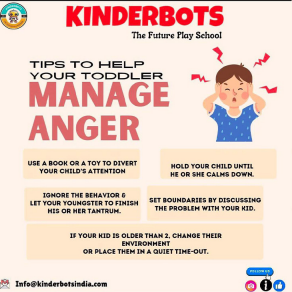 KINDERBOTS
The Future Play School
TIPS TO HELP
YOUR TODDLER
MANAGE
ANGER
USE A BOOK OR A TOY TO DIVERT
YOUR CHILD'S ATTENTION
HOLD YOUR CHILD UNTIL
HE OR SHE CALMS DOWN.
IGNORE THE BEHAVIOR &
LET YOUR YOUNGSTER TO FINISH
HIS OR HER TANTRUM.
SET BOUNDARIES BY DISCUSSING
THE PROBLEM WITH YOUR KID.
IF YOUR KID IS OLDER THAN 2, CHANGE THEIR
ENVIRONMENT
OR PLACE THEM IN A QUIET TIME-OUT.
FOLLOW US
Info@kinderbotsindia.com